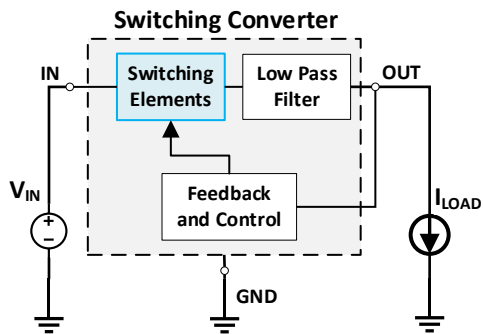 Switching Converter
IN
Switching
Elements
Low Pass
Filter
OUT
VIN
+
−
Feedback
and Control
ILOAD
GND